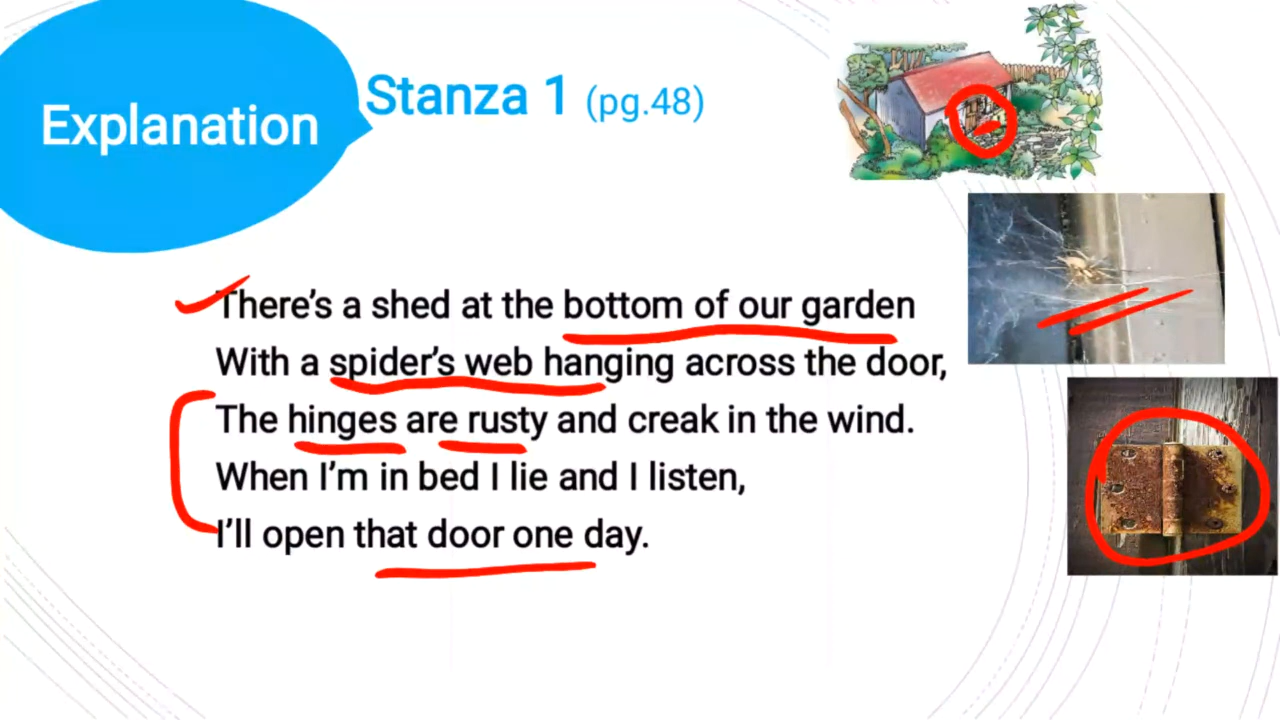 Explanation
Stanza 1 (pg.48)
There's a shed at the bottom of our garden
With a spider's web hanging across the door,
The hinges are rusty and creak in the wind.
When I'm in bed I lie and I listen,
I'll open that door one day.